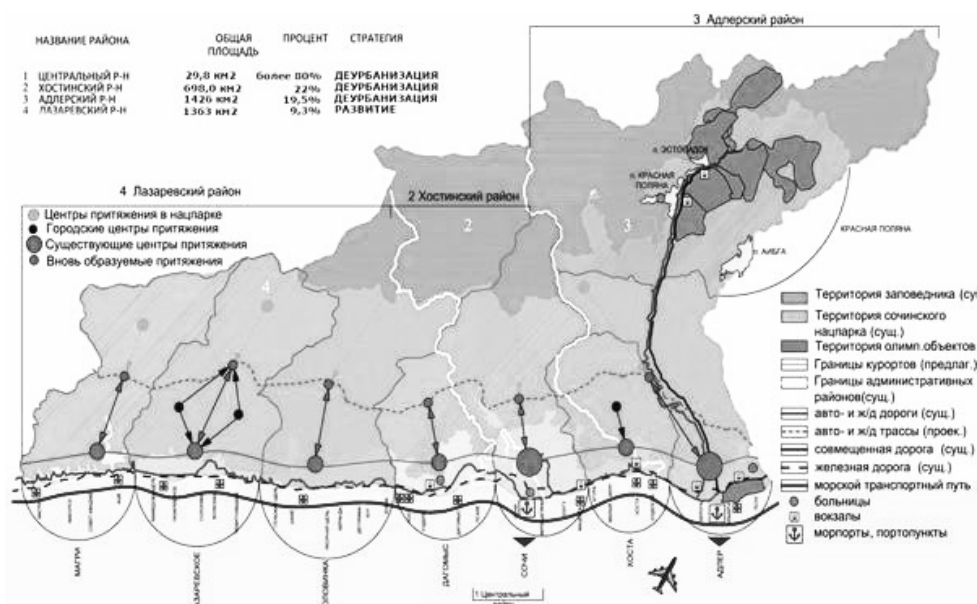 3 Адлерский район
НАЗВАНИЕ РАЙОНА ОБЩАЯ ПЛОЩАДЬ ПРОЦЕНТ СТРАТЕГИЯ
1 ЦЕНТРАЛЬНЫЙ Р-Н 29,8 КМ2 более 80% ДЕУРБАНИЗАЦИЯ
2 ХОСТИНСКИЙ Р-Н 698,0 КМ2 22% ДЕУРБАНИЗАЦИЯ
3 АДЛЕРСКИЙ Р-Н 1426 КМ2 19,5% ДЕУРБАНИЗАЦИЯ
4 ЛАЗАРЕВСКИЙ Р-Н 1363 КМ2 9,3% РАЗВИТИЕ
п. ЭСТОСАДОК
п. КРАСНАЯ
ПОЛЯНА
4 Лазаревский район
2 Хостинский район
Центры притяжения в нацпарке
Городские центры притяжения
Существующие центры притяжения
Вновь образуемые притяжения
2
3
4
КРАСНАЯ ПОЛЯНА
п. АИБГА
Территория заповедника (су
Территория сочинского
нацпарка (сущ.)
Территория олимп.объектов
Границы курортов (предлаг.)
Границы административных
районов(сущ.)
авто- и ж/д дороги (сущ.)
авто- и ж/д трассы (проек.)
совмещенная дорога (сущ.)
железная дорога (сущ.)
морской транспортный путь
больницы
вокзалы
морпорты, портопункты
МАГРИ
ЛАЗАРЕВСКОЕ
ГОЛОВИНКА
ДАГОМЫС
СОЧИ
ХОСТА
АДЛЕР
1 Центральный